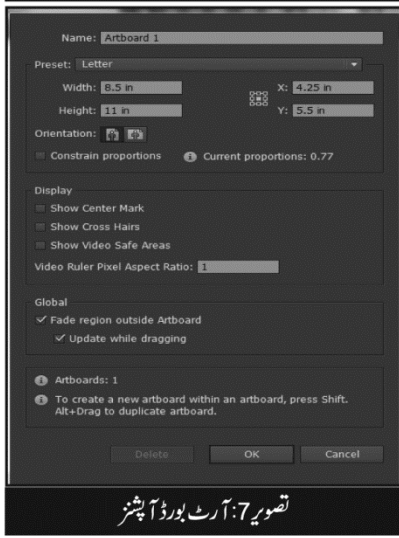 Name: Artboard 1
Preset: Letter
Width: 8.5 in X: 4.25 in
Height: 11 in Y: 5.5 in
Orientation:
Constrain proportions Current proportions: 0.77
Display
Show Center Mark
Show Cross Hairs
Show Video Safe Areas
Video Ruler Pixel Aspect Ratio: 1
Global
Fade region outside Artboard
Update while dragging
Artboards: 1
To create a new artboard within an artboard, press Shift.
Alt+Drag to duplicate artboard.
Delete OK Cancel
تصویر 7: آرٹ بورڈ آپشنز